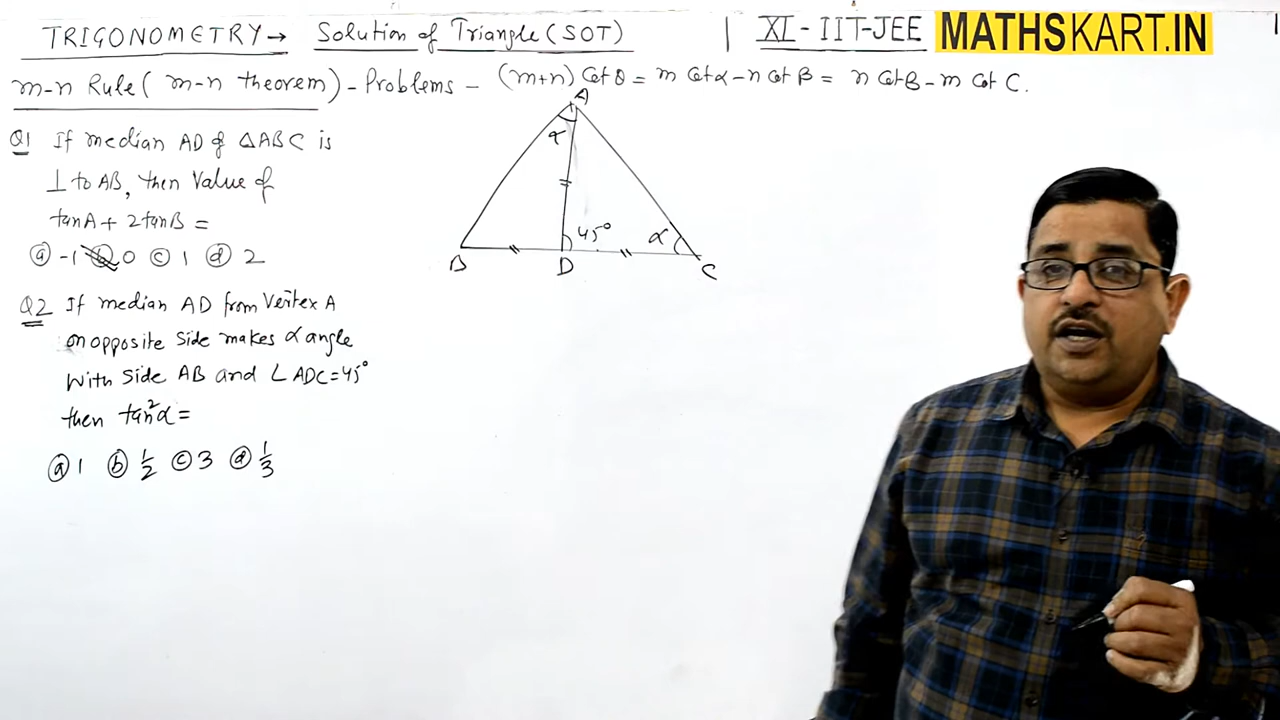 TRIGONOMETRY→ Solution of Triangle (SOT) | XI - IIT-JEE MATHSKART.IN
m-n Rule ( m-n theorem) - Problems - (m+n) Cot θ = m Cot α - n Cot β = n Cot B - m Cot C.
Q1 If median AD of △ABC is
⊥ to AB, then value of
tanA + 2tanB =
ⓐ -1 ⓑ 0 ⓒ 1 ⓓ 2
Q2 If median AD from Vertex A
on opposite side makes α angle
with side AB and ∠ADC=45°
then tan²α =
ⓐ 1 ⓑ 1/2 ⓒ 3 ⓓ 1/3
A
α
45°
α
B
D
C